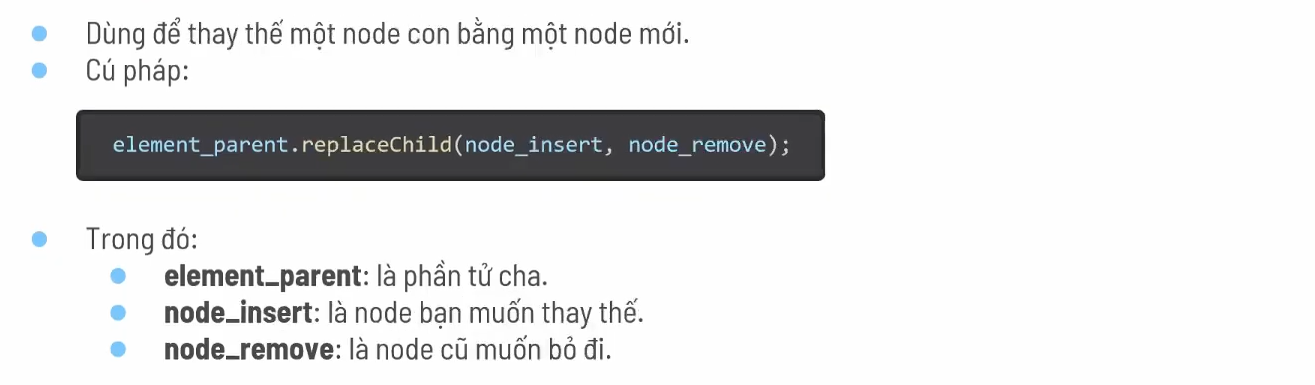 Dùng để thay thế một node con bằng một node mới.
Cú pháp:
element_parent.replaceChild(node_insert, node_remove);
Trong đó:
element_parent: là phần tử cha.
node_insert: là node bạn muốn thay thế.
node_remove: là node cũ muốn bỏ đi.